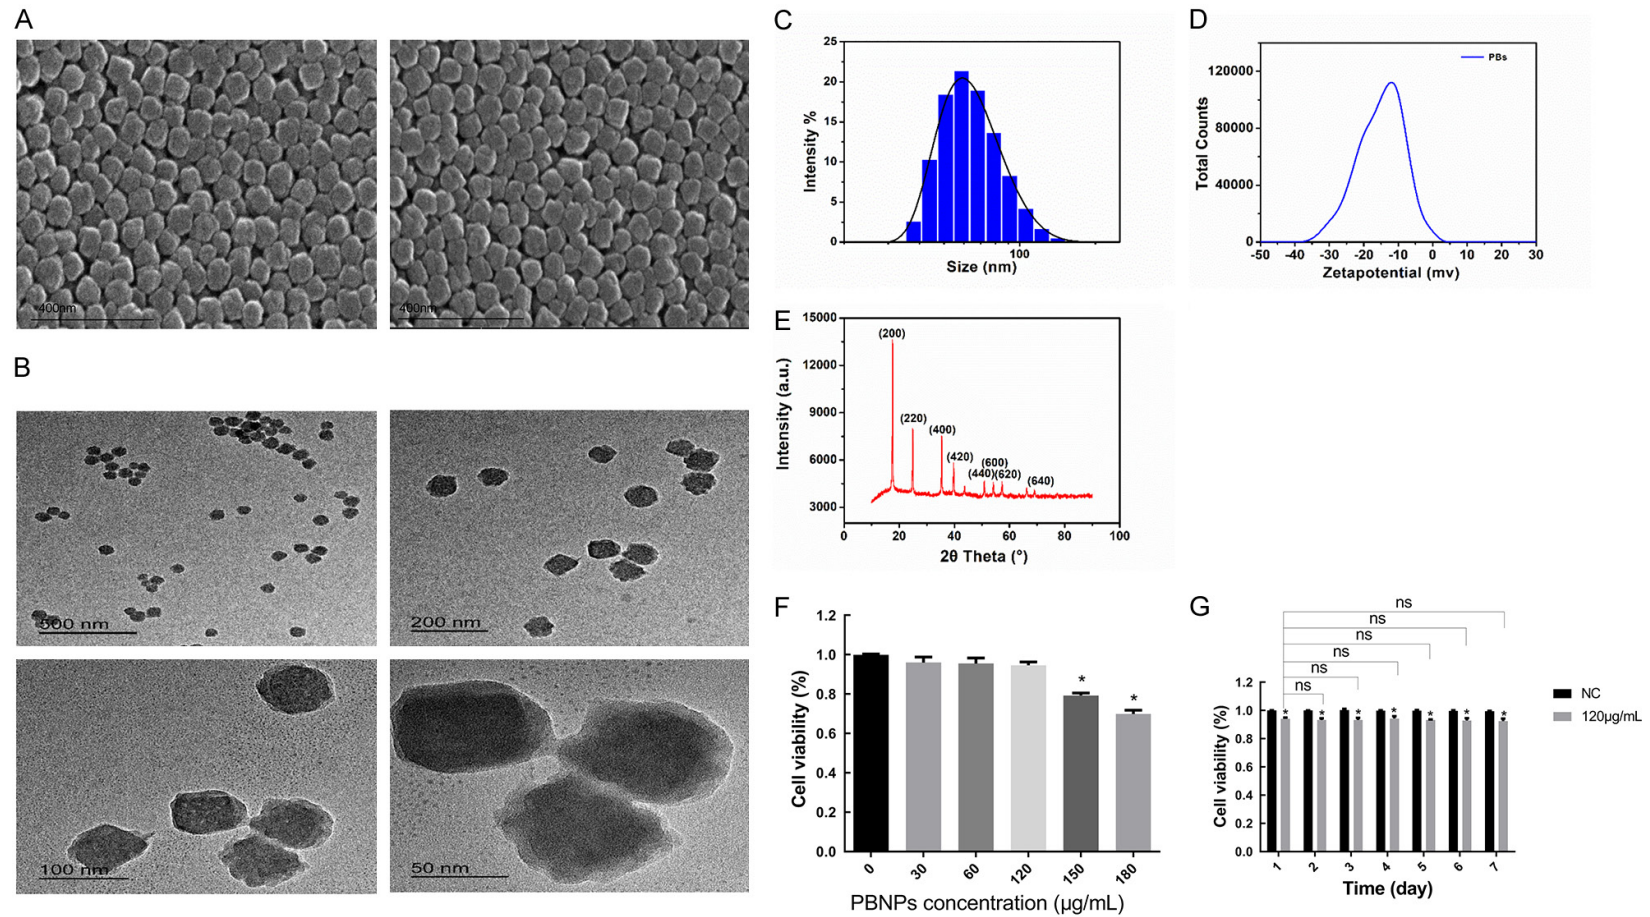 A
400nm
400nm
B
500 nm
200 nm
100 nm
50 nm
C
25
20
15
10
5
0
Intensity %
100
Size (nm)
D
PBs
120000
80000
40000
0
Total Counts
-50 -40 -30 -20 -10 0 10 20 30
Zetapotential (mv)
E
15000
12000
9000
6000
3000
Intensity (a.u.)
(200)
(220)
(400)
(420)
(440)
(600)
(620)
(640)
0 20 40 60 80 100
2θ Theta (°)
F
1.2
1.0
0.8
0.6
0.4
0.2
0.0
Cell viability (%)
* *
0 30 60 120 150 180
PBNPs concentration (µg/mL)
G
ns
ns
ns
ns
ns
ns
1.2
1.0
0.8
0.6
0.4
0.2
0.0
Cell viability (%)
* * * * * * *
1 2 3 4 5 6 7
Time (day)
NC
120µg/mL